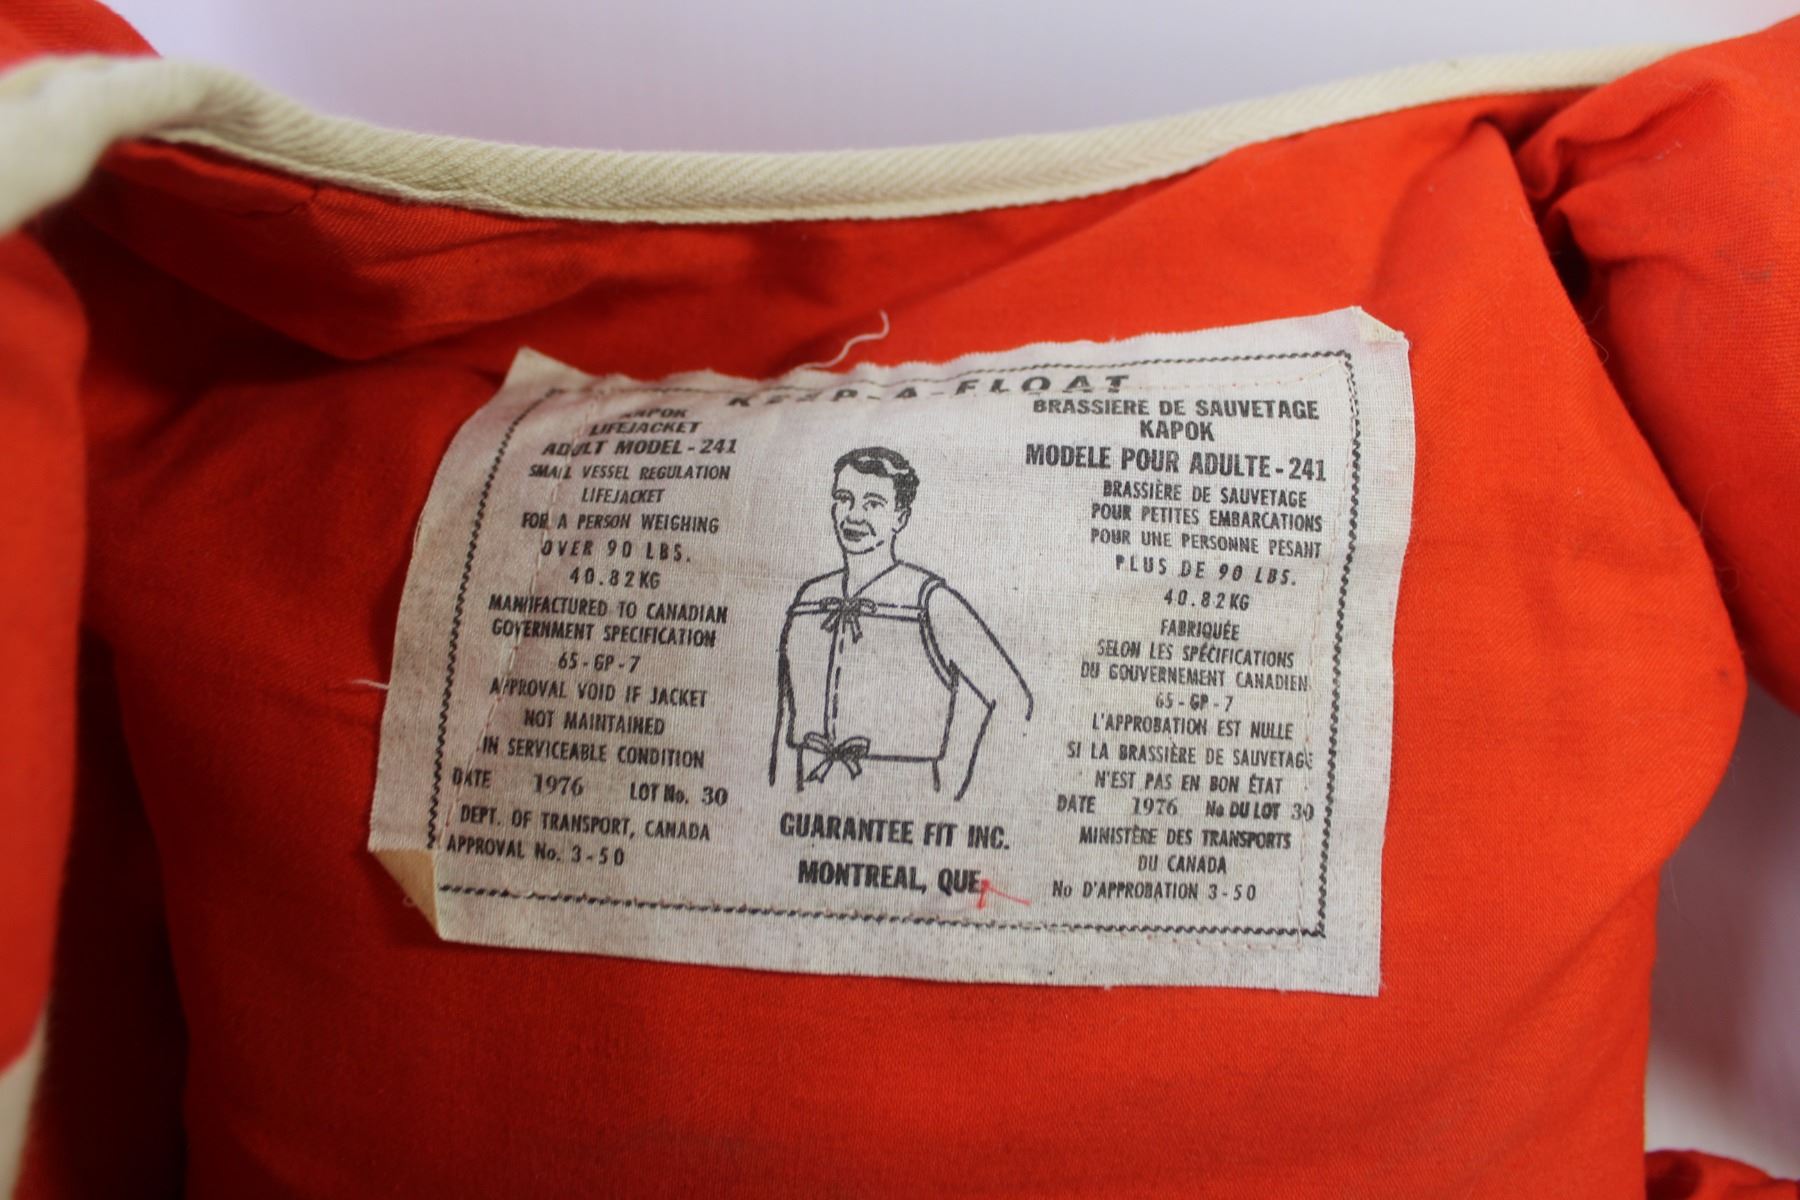 KEEP-A-FLOAT
KAPOK
LIFEJACKET
ADULT MODEL-241
SMALL VESSEL REGULATION
LIFEJACKET
FOR A PERSON WEIGHING
OVER 90 LBS.
40.82KG
MANUFACTURED TO CANADIAN
GOVERNMENT SPECIFICATION
65-GP-7
APPROVAL VOID IF JACKET
NOT MAINTAINED
IN SERVICEABLE CONDITION
DATE 1976 LOT No. 30
DEPT. OF TRANSPORT, CANADA
APPROVAL No. 3-50
GUARANTEE FIT INC.
MONTREAL, QUE.
BRASSIERE DE SAUVETAGE
KAPOK
MODELE POUR ADULTE-241
BRASSIÈRE DE SAUVETAGE
POUR PETITES EMBARCATIONS
POUR UNE PERSONNE PESANT
PLUS DE 90 LBS.
40.82KG
FABRIQUÉE
SELON LES SPÉCIFICATIONS
DU GOUVERNEMENT CANADIEN
65-GP-7
L'APPROBATION EST NULLE
SI LA BRASSIÈRE DE SAUVETAGE
N'EST PAS EN BON ÉTAT
DATE 1976 No DU LOT 30
MINISTÈRE DES TRANSPORTS
DU CANADA
No D'APPROBATION 3-50